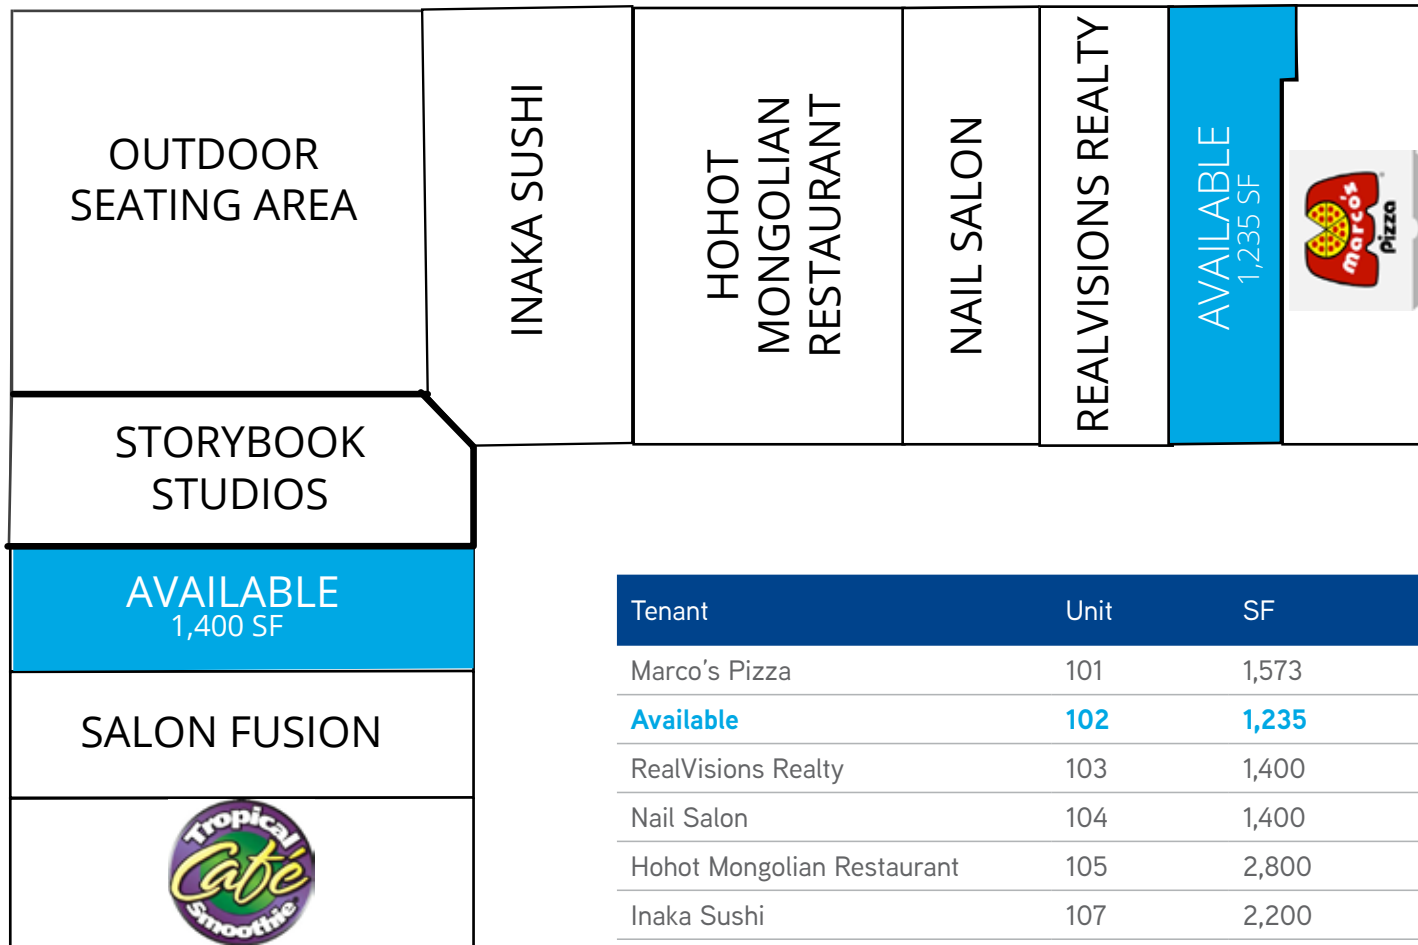 OUTDOOR
SEATING AREA
INAKA SUSHI
HOHOT
MONGOLIAN
RESTAURANT
NAIL SALON
REALVISIONS REALTY
AVAILABLE
1,235 SF
Marco's
Pizza
STORYBOOK
STUDIOS
AVAILABLE
1,400 SF
SALON FUSION
Tropical
Café
Smoothie
Tenant Unit SF
Marco’s Pizza 101 1,573
Available 102 1,235
RealVisions Realty 103 1,400
Nail Salon 104 1,400
Hohot Mongolian Restaurant 105 2,800
Inaka Sushi 107 2,200